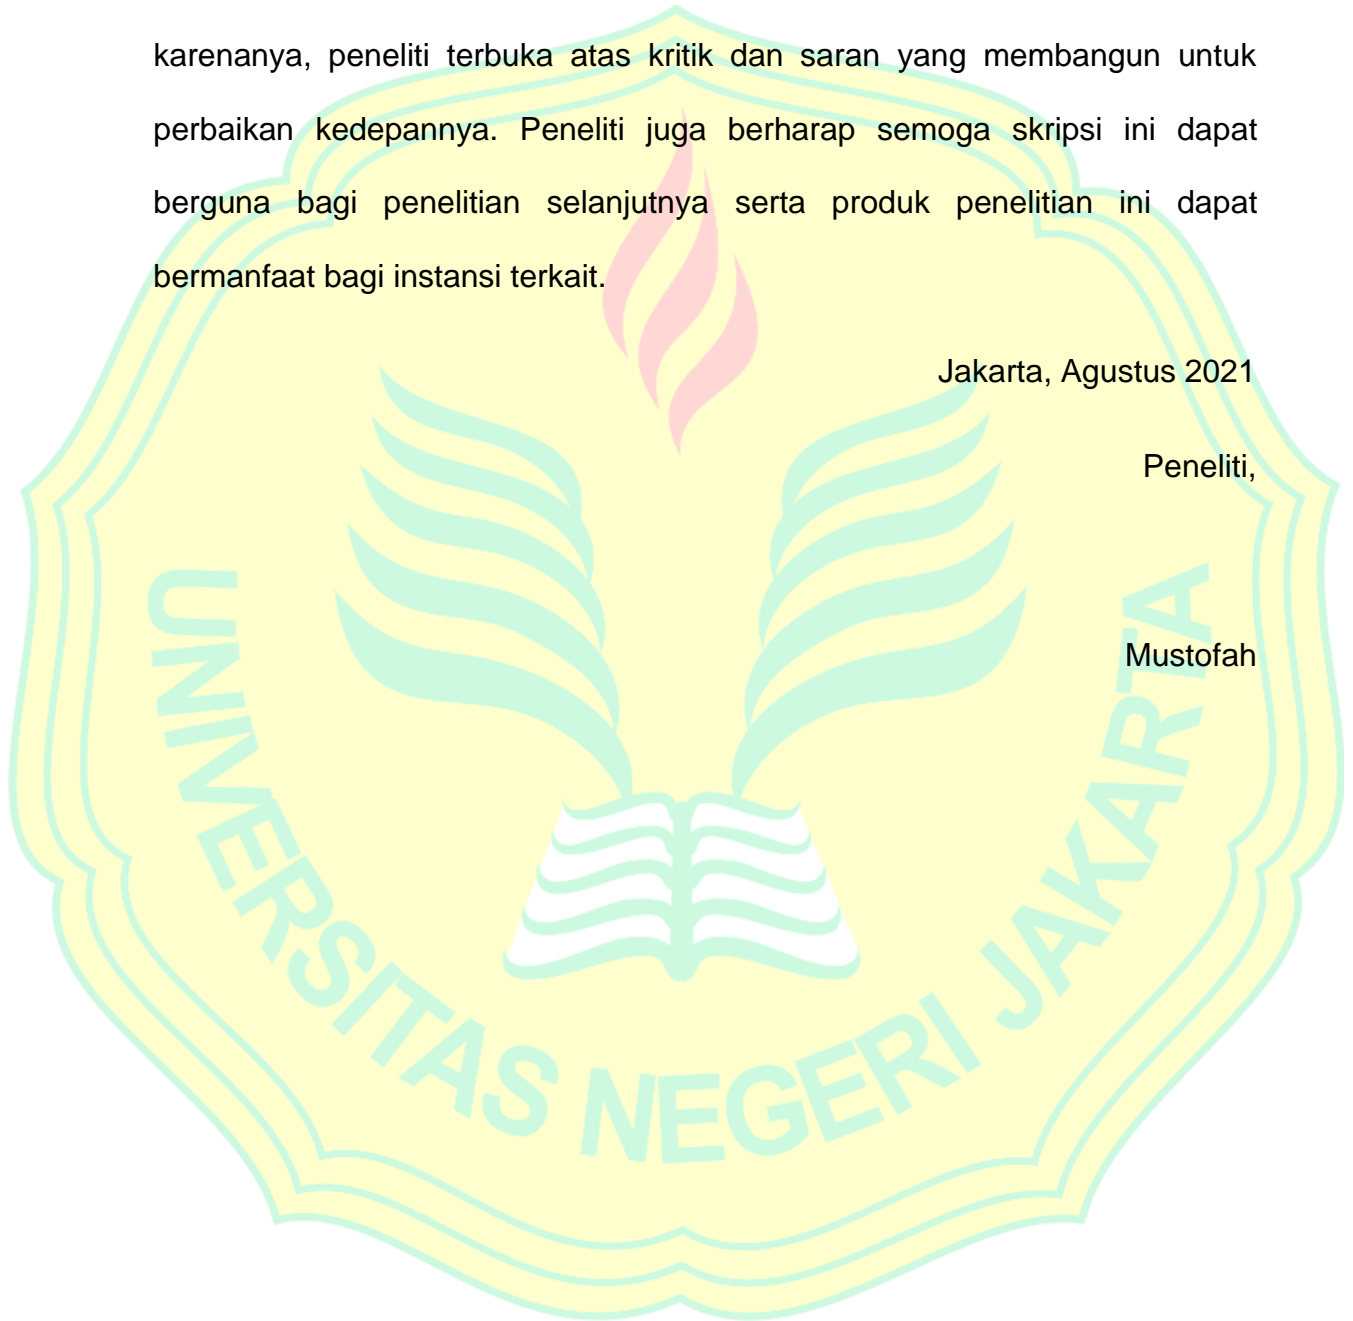 karenanya, peneliti terbuka atas kritik dan saran yang membangun untuk
perbaikan kedepannya. Peneliti juga berharap semoga skripsi ini dapat
berguna bagi penelitian selanjutnya serta produk penelitian ini dapat
bermanfaat bagi instansi terkait.
Jakarta, Agustus 2021
Peneliti,
Mustofah
UNIVERSITAS NEGERI JAKARTA